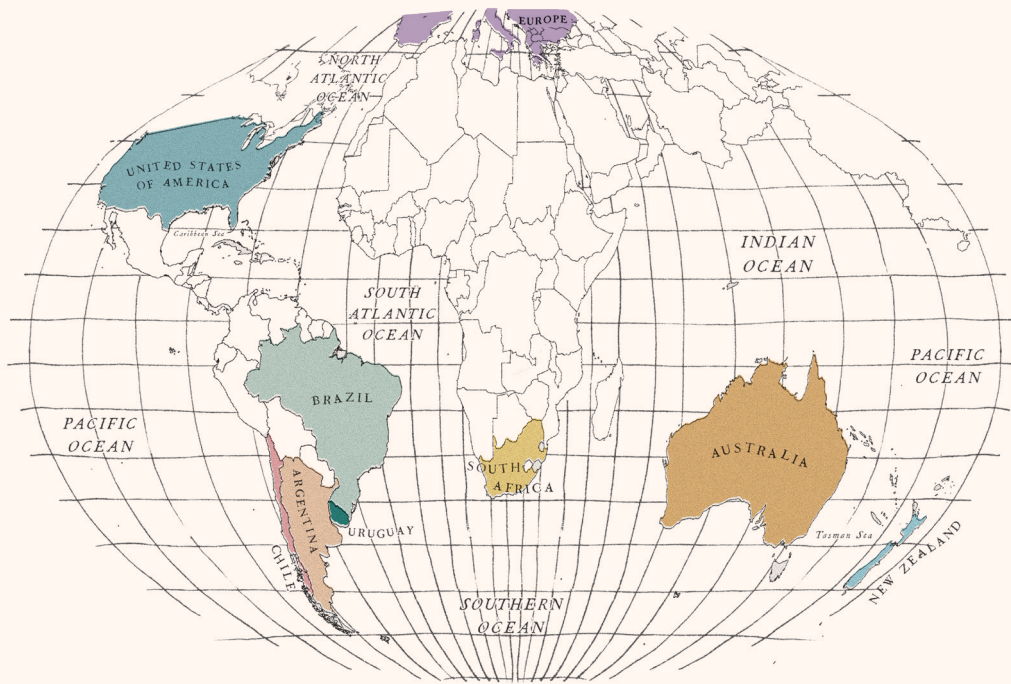 EUROPE
NORTH
ATLANTIC
OCEAN
UNITED STATES
OF AMERICA
Caribbean Sea
INDIAN
OCEAN
SOUTH
ATLANTIC
OCEAN
PACIFIC
OCEAN
BRAZIL
PACIFIC
OCEAN
AUSTRALIA
SOUTH
AFRICA
ARGENTINA
URUGUAY
CHILE
Tasman Sea
NEW ZEALAND
SOUTHERN
OCEAN